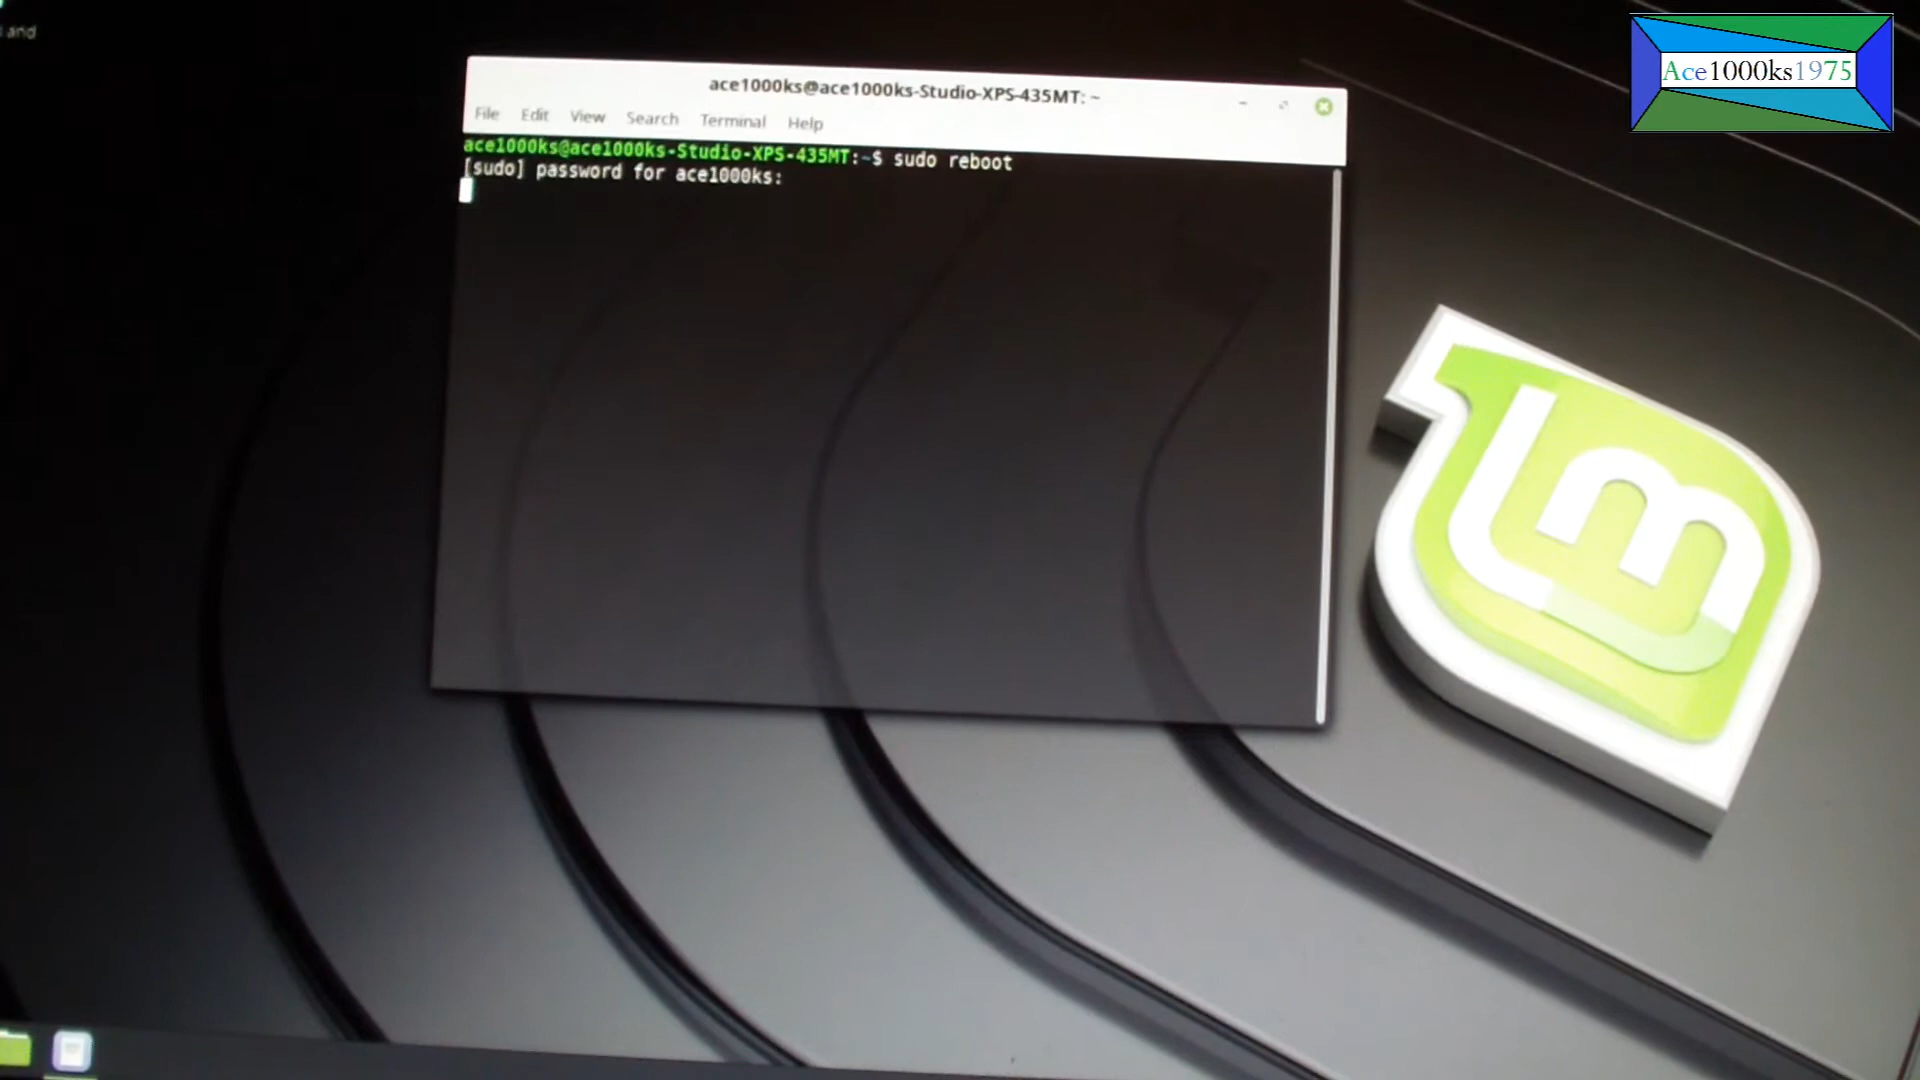 and
Ace1000ks1975
ace1000ks@ace1000ks-Studio-XPS-435MT: ~
File Edit View Search Terminal Help
ace1000ks@ace1000ks-Studio-XPS-435MT:~$ sudo reboot
[sudo] password for ace1000ks:
lm